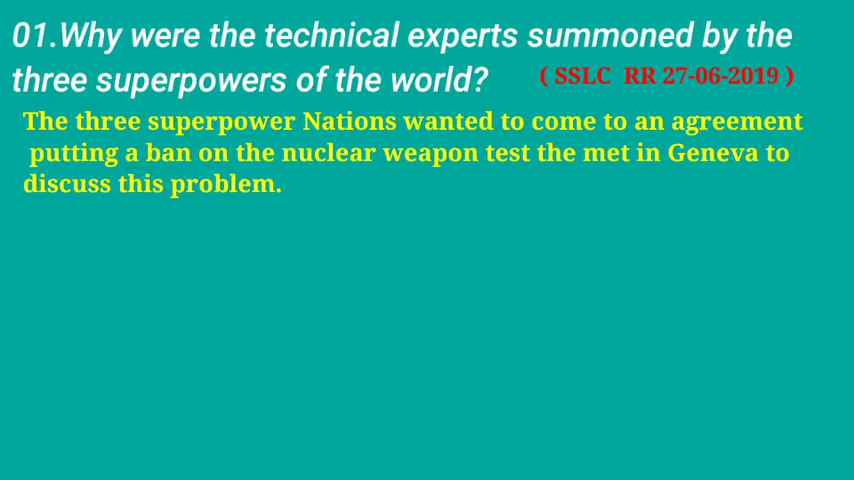 01.Why were the technical experts summoned by the
three superpowers of the world? ( SSLC RR 27-06-2019 )
The three superpower Nations wanted to come to an agreement
putting a ban on the nuclear weapon test the met in Geneva to
discuss this problem.